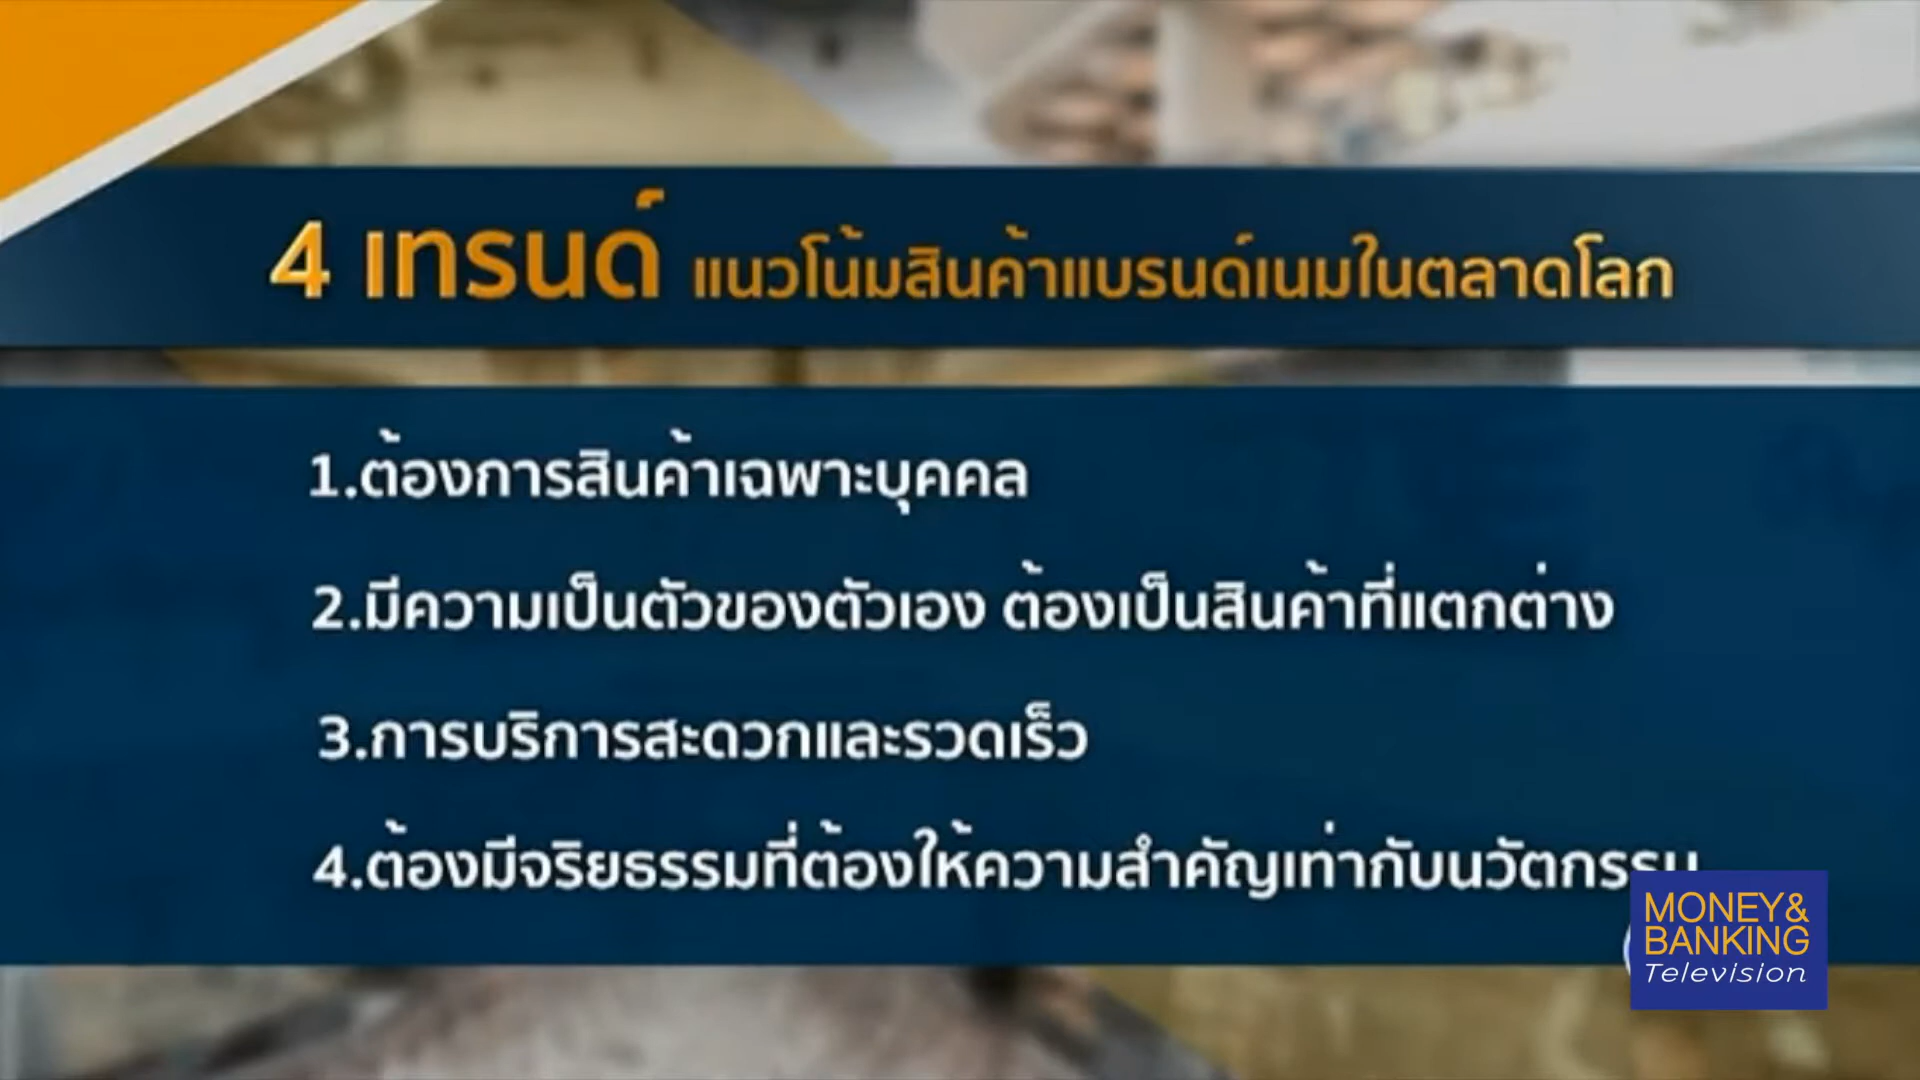 4 เทรนด์ แนวโน้มสินค้าแบรนด์เนมในตลาดโลก
1.ต้องการสินค้าเฉพาะบุคคล
2.มีความเป็นตัวของตัวเอง ต้องเป็นสินค้าที่แตกต่าง
3.การบริการสะดวกและรวดเร็ว
4.ต้องมีจริยธรรมที่ต้องให้ความสำคัญเท่ากับนวัตกรรม
MONEY&
BANKING
Television